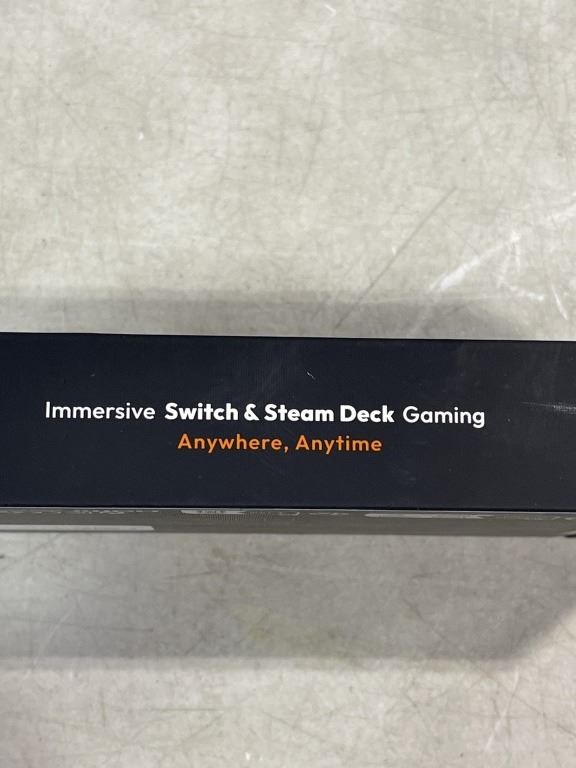 Immersive Switch & Steam Deck Gaming
Anywhere, Anytime